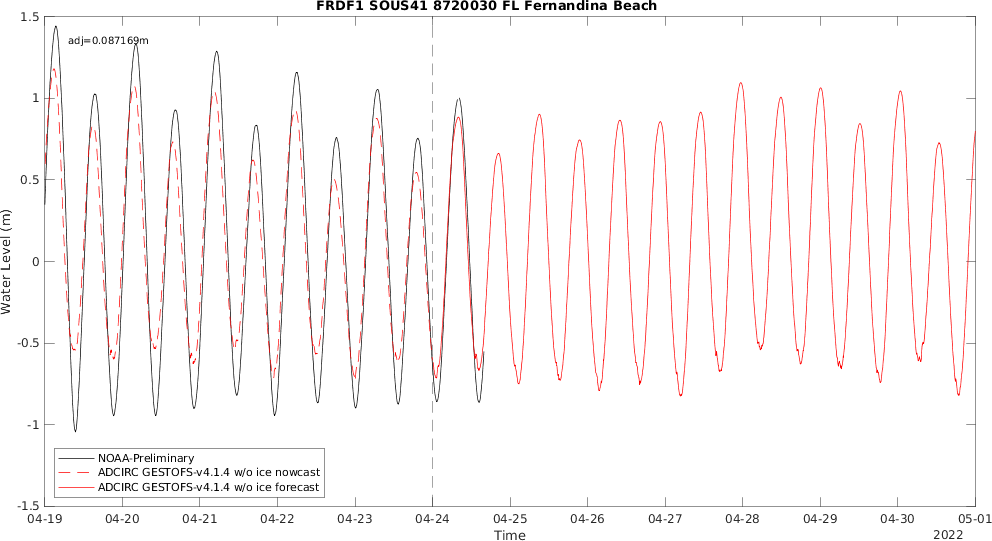 FRDF1 SOUS41 8720030 FL Fernandina Beach
1.5
adj=0.087169m
1
0.5
0
-0.5
-1
-1.5
Water Level (m)
NOAA-Preliminary
ADCIRC GESTOFS-v4.1.4 w/o ice nowcast
ADCIRC GESTOFS-v4.1.4 w/o ice forecast
04-19 04-20 04-21 04-22 04-23 04-24 04-25 04-26 04-27 04-28 04-29 04-30 05-01
Time
2022